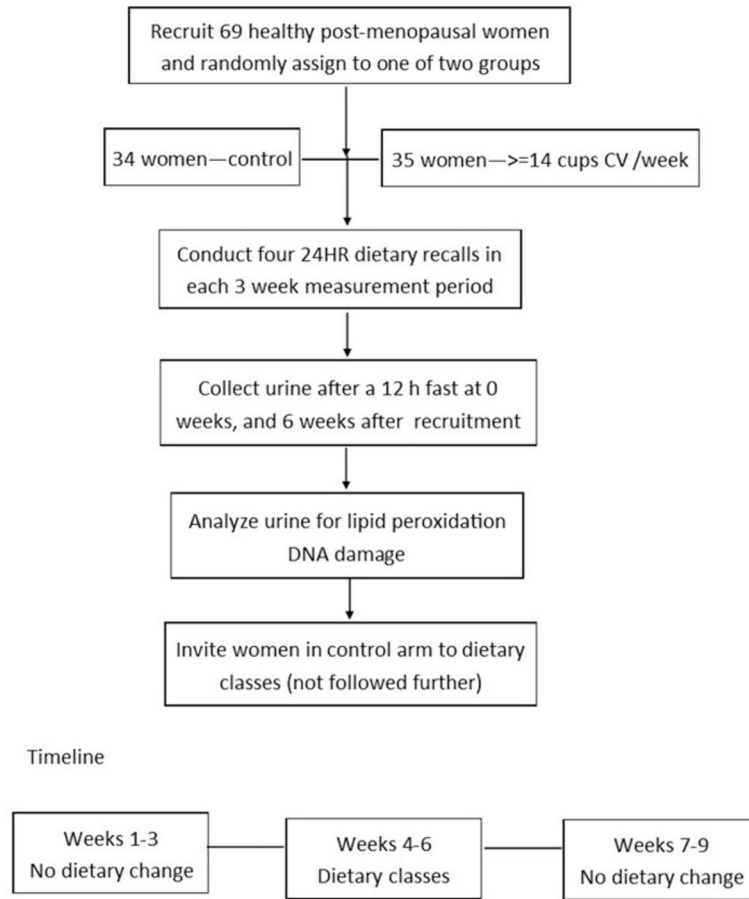 Recruit 69 healthy post-menopausal women
and randomly assign to one of two groups
34 women—control
35 women—>=14 cups CV /week
Conduct four 24HR dietary recalls in
each 3 week measurement period
Collect urine after a 12 h fast at 0
weeks, and 6 weeks after recruitment
Analyze urine for lipid peroxidation
DNA damage
Invite women in control arm to dietary
classes (not followed further)
Timeline
Weeks 1-3
No dietary change
Weeks 4-6
Dietary classes
Weeks 7-9
No dietary change